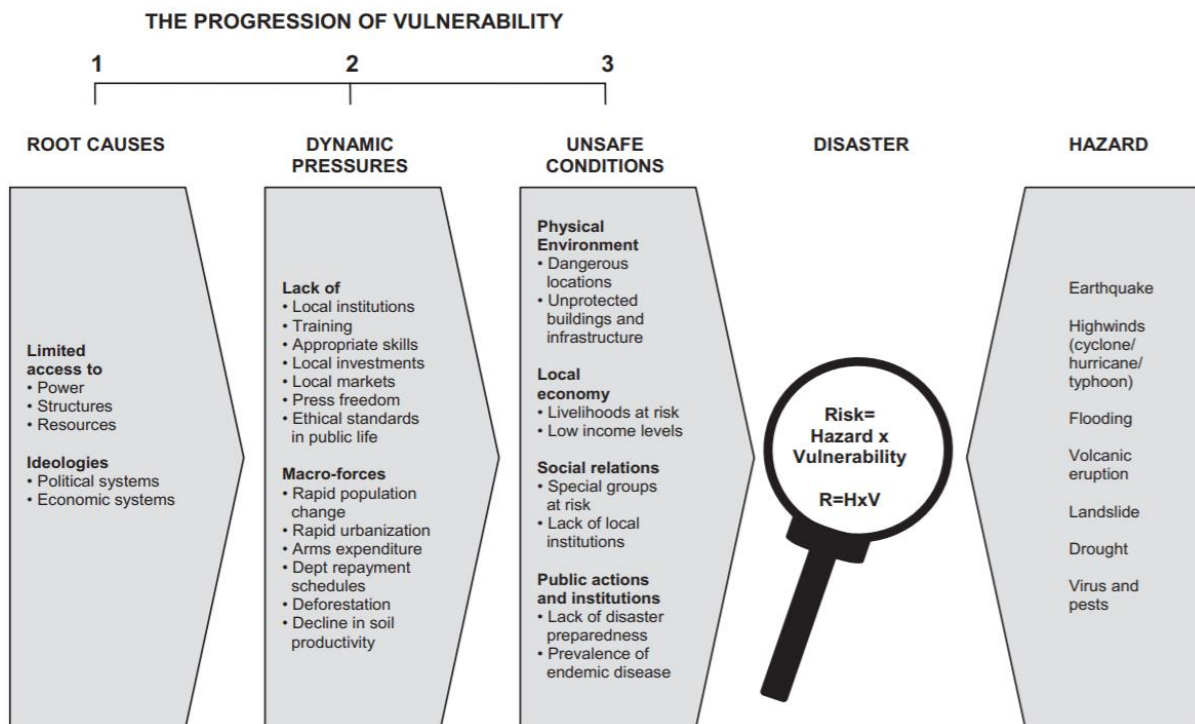 THE PROGRESSION OF VULNERABILITY
1
2
3
ROOT CAUSES
Limited
access to
• Power
• Structures
• Resources
Ideologies
• Political systems
• Economic systems
DYNAMIC
PRESSURES
Lack of
• Local institutions
• Training
• Appropriate skills
• Local investments
• Local markets
• Press freedom
• Ethical standards
in public life
Macro-forces
• Rapid population
change
• Rapid urbanization
• Arms expenditure
• Dept repayment
schedules
• Deforestation
• Decline in soil
productivity
UNSAFE
CONDITIONS
Physical
Environment
• Dangerous
locations
• Unprotected
buildings and
infrastructure
Local
economy
• Livelihoods at risk
• Low income levels
Social relations
• Special groups
at risk
• Lack of local
institutions
Public actions
and institutions
• Lack of disaster
preparedness
• Prevalence of
endemic disease
DISASTER
Risk=
Hazard x
Vulnerability
R=HxV
HAZARD
Earthquake
Highwinds
(cyclone/
hurricane/
typhoon)
Flooding
Volcanic
eruption
Landslide
Drought
Virus and
pests